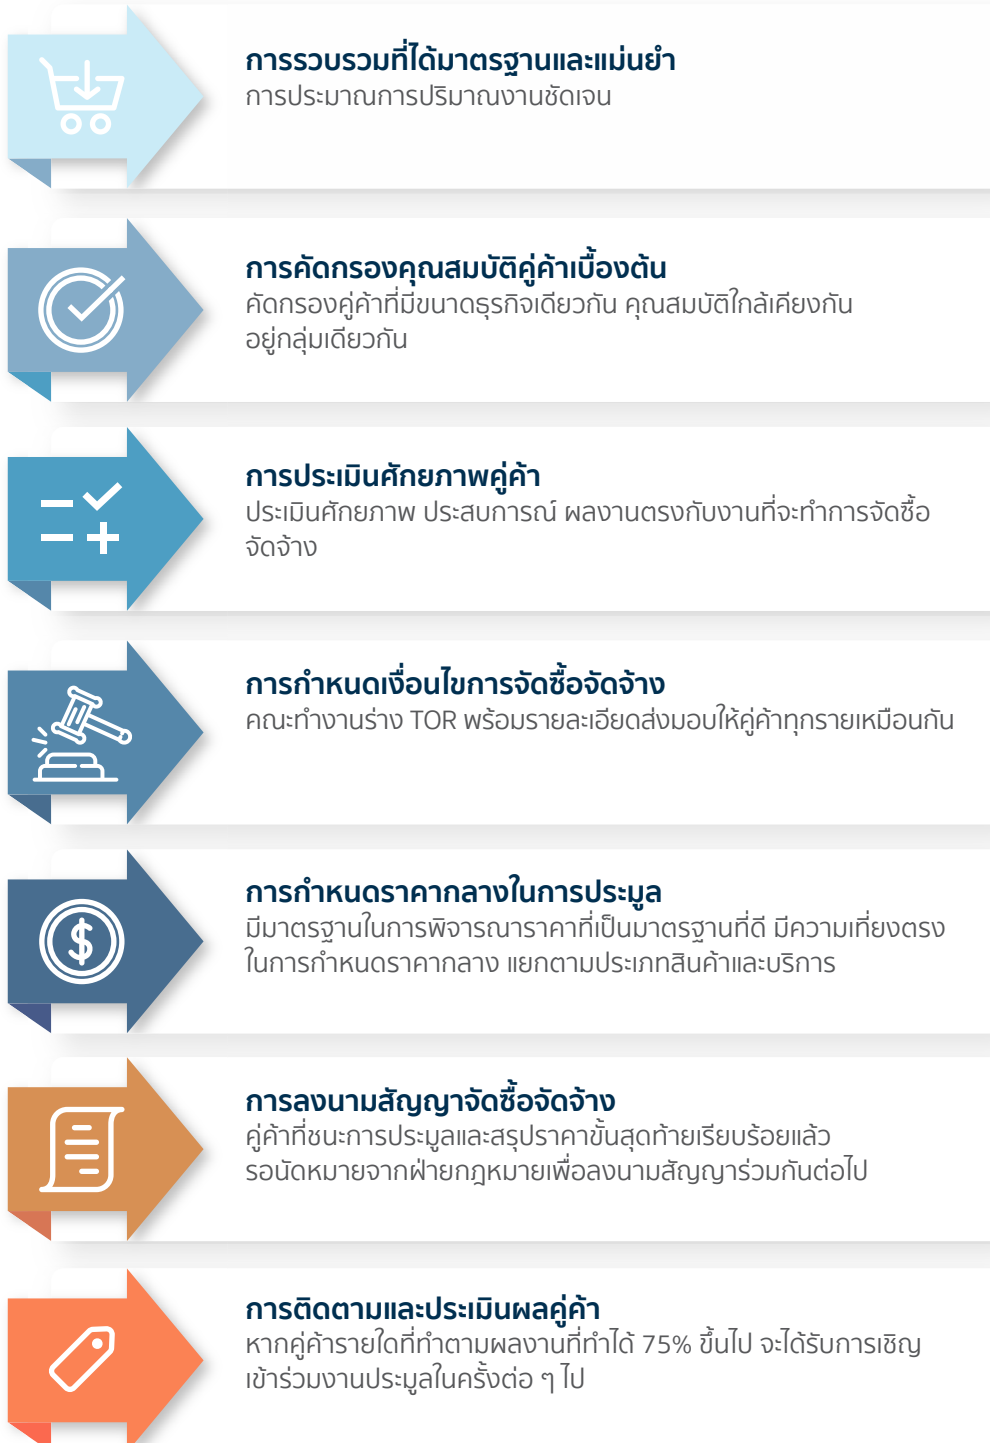 การรวบรวมที่ได้มาตรฐานและแม่นยำ
การประมาณการปริมาณงานชัดเจน
การคัดกรองคุณสมบัติคู่ค้าเบื้องต้น
คัดกรองคู่ค้าที่มีขนาดธุรกิจเดียวกัน คุณสมบัติใกล้เคียงกัน
อยู่กลุ่มเดียวกัน
การประเมินศักยภาพคู่ค้า
ประเมินศักยภาพ ประสบการณ์ ผลงานตรงกับงานที่จะทำการจัดซื้อ
จัดจ้าง
การกำหนดเงื่อนไขการจัดซื้อจัดจ้าง
คณะทำงานร่าง TOR พร้อมรายละเอียดส่งมอบให้คู่ค้าทุกรายเหมือนกัน
การกำหนดราคากลางในการประมูล
มีมาตรฐานในการพิจารณาราคาที่เป็นมาตรฐานที่ดี มีความเที่ยงตรง
ในการกำหนดราคากลาง แยกตามประเภทสินค้าและบริการ
การลงนามสัญญาจัดซื้อจัดจ้าง
คู่ค้าที่ชนะการประมูลและสรุปราคาขั้นสุดท้ายเรียบร้อยแล้ว
รอนัดหมายจากฝ่ายกฎหมายเพื่อลงนามสัญญาร่วมกันต่อไป
การติดตามและประเมินผลคู่ค้า
หากคู่ค้ารายใดที่ทำตามผลงานที่ทำได้ 75% ขึ้นไป จะได้รับการเชิญ
เข้าร่วมงานประมูลในครั้งต่อ ๆ ไป